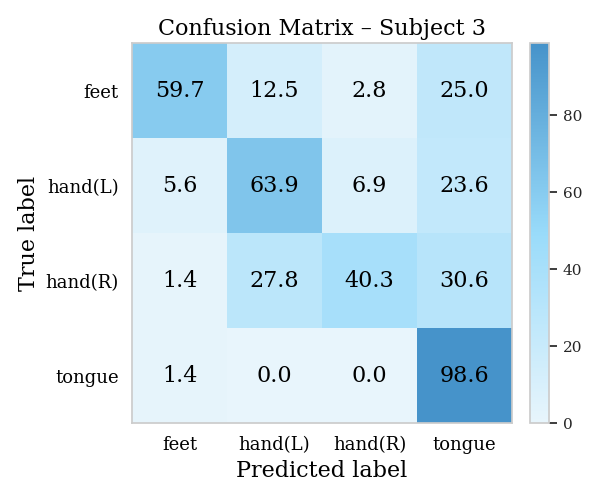 Confusion Matrix – Subject 3
feet 59.7 12.5 2.8 25.0
hand(L) 5.6 63.9 6.9 23.6
hand(R) 1.4 27.8 40.3 30.6
tongue 1.4 0.0 0.0 98.6
feet hand(L) hand(R) tongue
Predicted label
True label
80
60
40
20
0